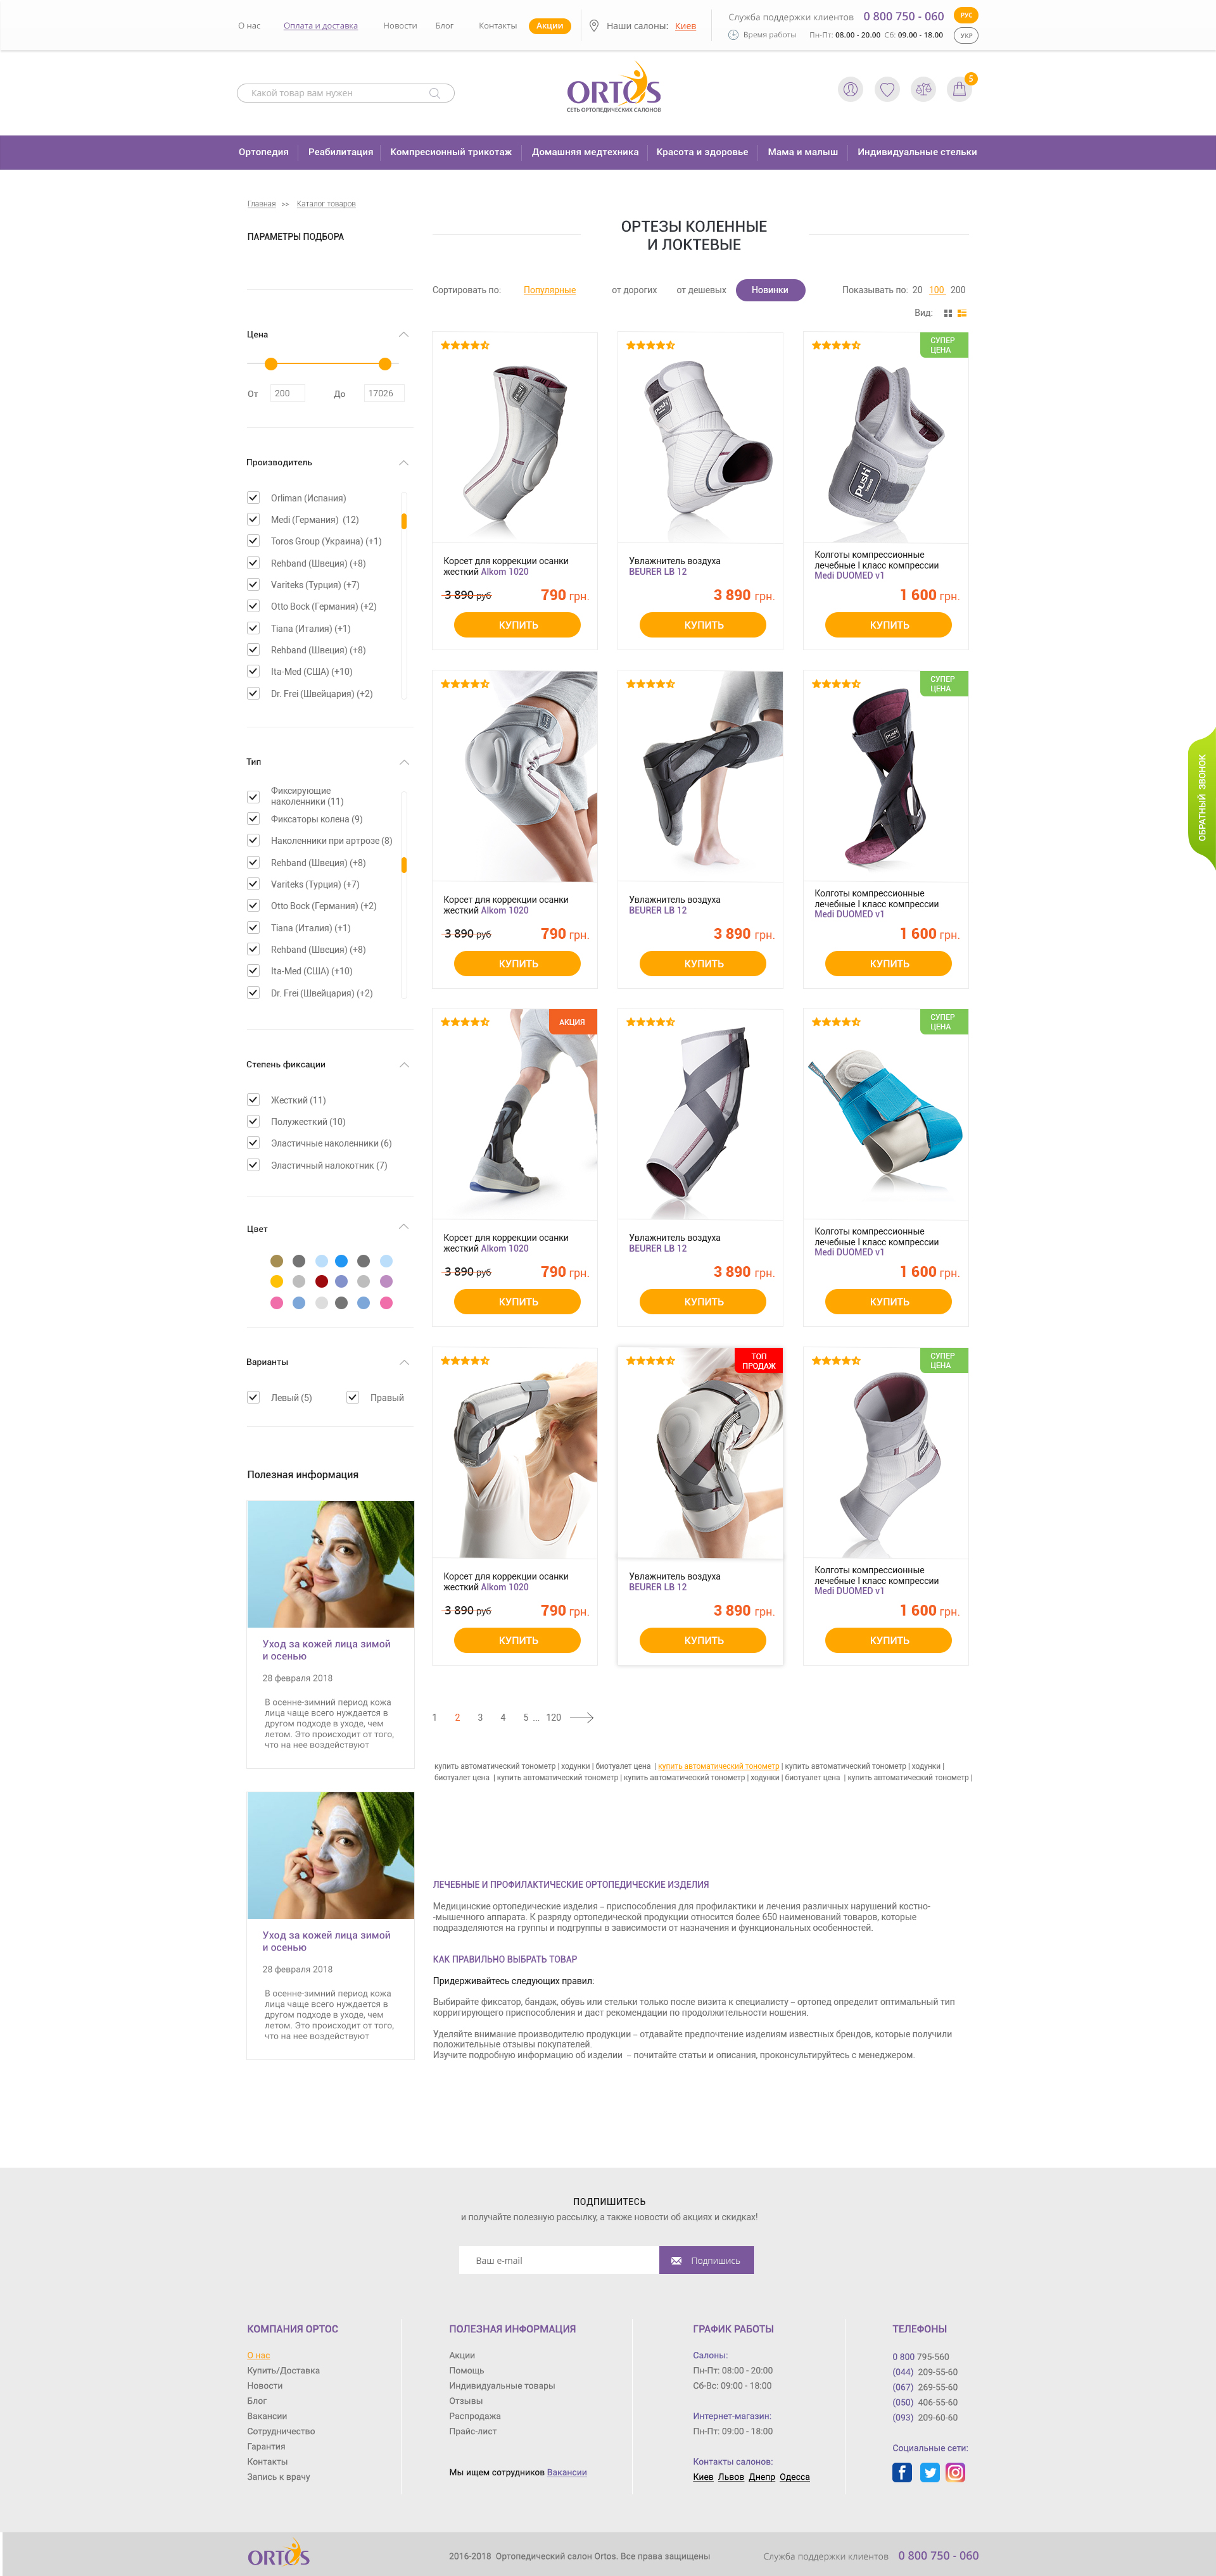 О нас
Оплата и доставка
Новости
Блог
Контакты
Акции
Наши салоны: Киев
Служба поддержки клиентов 0 800 750 - 060
Время работы Пн-Пт: 08.00 - 20.00 Сб: 09.00 - 18.00
РУС
УКР
Какой товар вам нужен
ORTOS
СЕТЬ ОРТОПЕДИЧЕСКИХ САЛОНОВ
5
Ортопедия
Реабилитация
Компресионный трикотаж
Домашняя медтехника
Красота и здоровье
Мама и малыш
Индивидуальные стельки
Главная >> Каталог товаров
ПАРАМЕТРЫ ПОДБОРА
Цена
От 200 До 17026
Производитель
Orliman (Испания)
Medi (Германия) (12)
Toros Group (Украина) (+1)
Rehband (Швеция) (+8)
Variteks (Турция) (+7)
Otto Bock (Германия) (+2)
Tiana (Италия) (+1)
Rehband (Швеция) (+8)
Ita-Med (США) (+10)
Dr. Frei (Швейцария) (+2)
Тип
Фиксирующие
наколенники (11)
Фиксаторы колена (9)
Наколенники при артрозе (8)
Rehband (Швеция) (+8)
Variteks (Турция) (+7)
Otto Bock (Германия) (+2)
Tiana (Италия) (+1)
Rehband (Швеция) (+8)
Ita-Med (США) (+10)
Dr. Frei (Швейцария) (+2)
Степень фиксации
Жесткий (11)
Полужесткий (10)
Эластичные наколенники (6)
Эластичный налокотник (7)
Цвет
Варианты
Левый (5)
Правый
Полезная информация
Уход за кожей лица зимой
и осенью
28 февраля 2018
В осенне-зимний период кожа
лица чаще всего нуждается в
другом подходе в уходе, чем
летом. Это происходит от того,
что на нее воздействуют
Уход за кожей лица зимой
и осенью
28 февраля 2018
В осенне-зимний период кожа
лица чаще всего нуждается в
другом подходе в уходе, чем
летом. Это происходит от того,
что на нее воздействуют
ОРТЕЗЫ КОЛЕННЫЕ
И ЛОКТЕВЫЕ
Сортировать по: Популярные от дорогих от дешевых Новинки
Показывать по: 20 100 200
Вид:
push
Корсет для коррекции осанки
жесткий Alkom 1020
3 890 руб 790 грн.
КУПИТЬ
push
Увлажнитель воздуха
BEURER LB 12
3 890 грн.
КУПИТЬ
СУПЕР
ЦЕНА
push
Колготы компрессионные
лечебные I класс компрессии
Medi DUOMED v1
1 600 грн.
КУПИТЬ
Корсет для коррекции осанки
жесткий Alkom 1020
3 890 руб 790 грн.
КУПИТЬ
Увлажнитель воздуха
BEURER LB 12
3 890 грн.
КУПИТЬ
СУПЕР
ЦЕНА
push
Колготы компрессионные
лечебные I класс компрессии
Medi DUOMED v1
1 600 грн.
КУПИТЬ
АКЦИЯ
Корсет для коррекции осанки
жесткий Alkom 1020
3 890 руб 790 грн.
КУПИТЬ
Увлажнитель воздуха
BEURER LB 12
3 890 грн.
КУПИТЬ
СУПЕР
ЦЕНА
Колготы компрессионные
лечебные I класс компрессии
Medi DUOMED v1
1 600 грн.
КУПИТЬ
Корсет для коррекции осанки
жесткий Alkom 1020
3 890 руб 790 грн.
КУПИТЬ
ТОП
ПРОДАЖ
Увлажнитель воздуха
BEURER LB 12
3 890 грн.
КУПИТЬ
СУПЕР
ЦЕНА
Колготы компрессионные
лечебные I класс компрессии
Medi DUOMED v1
1 600 грн.
КУПИТЬ
ОБРАТНЫЙ ЗВОНОК
1 2 3 4 5 ... 120
купить автоматический тонометр | ходунки | биотуалет цена | купить автоматический тонометр | купить автоматический тонометр | ходунки |
биотуалет цена | купить автоматический тонометр | купить автоматический тонометр | ходунки | биотуалет цена | купить автоматический тонометр |
ЛЕЧЕБНЫЕ И ПРОФИЛАКТИЧЕСКИЕ ОРТОПЕДИЧЕСКИЕ ИЗДЕЛИЯ
Медицинские ортопедические изделия – приспособления для профилактики и лечения различных нарушений костно-
-мышечного аппарата. К разряду ортопедической продукции относится более 650 наименований товаров, которые
подразделяются на группы и подгруппы в зависимости от назначения и функциональных особенностей.
КАК ПРАВИЛЬНО ВЫБРАТЬ ТОВАР
Придерживайтесь следующих правил:
Выбирайте фиксатор, бандаж, обувь или стельки только после визита к специалисту – ортопед определит оптимальный тип
корригирующего приспособления и даст рекомендации по продолжительности ношения.
Уделяйте внимание производителю продукции – отдавайте предпочтение изделиям известных брендов, которые получили
положительные отзывы покупателей.
Изучите подробную информацию об изделии – почитайте статьи и описания, проконсультируйтесь с менеджером.
ПОДПИШИТЕСЬ
и получайте полезную рассылку, а также новости об акциях и скидках!
Ваш e-mail
Подпишись
КОМПАНИЯ ОРТОС
О нас
Купить/Доставка
Новости
Блог
Вакансии
Сотрудничество
Гарантия
Контакты
Запись к врачу
ПОЛЕЗНАЯ ИНФОРМАЦИЯ
Акции
Помощь
Индивидуальные товары
Отзывы
Распродажа
Прайс-лист
Мы ищем сотрудников Вакансии
ГРАФИК РАБОТЫ
Салоны:
Пн-Пт: 08:00 - 20:00
Сб-Вс: 09:00 - 18:00
Интернет-магазин:
Пн-Пт: 09:00 - 18:00
Контакты салонов:
Киев Львов Днепр Одесса
ТЕЛЕФОНЫ
0 800 795-560
(044) 209-55-60
(067) 269-55-60
(050) 406-55-60
(093) 209-60-60
Социальные сети:
ORTOS
2016-2018 Ортопедический салон Ortos. Все права защищены
Служба поддержки клиентов 0 800 750 - 060